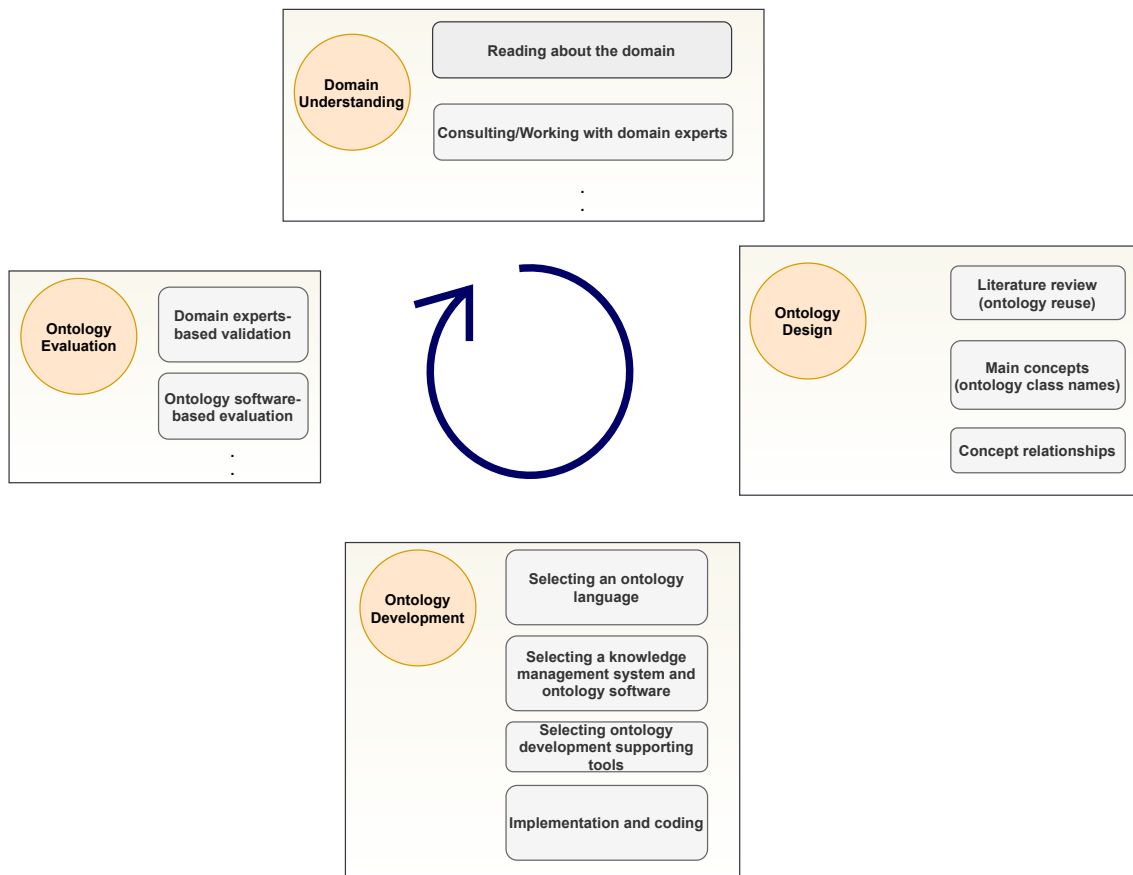 Domain
Understanding
Reading about the domain
Consulting/Working with domain experts
.
.
Ontology
Evaluation
Domain experts-
based validation
Ontology software-
based evaluation
.
.
Ontology
Design
Literature review
(ontology reuse)
Main concepts
(ontology class names)
Concept relationships
Ontology
Development
Selecting an ontology
language
Selecting a knowledge
management system and
ontology software
Selecting ontology
development supporting
tools
Implementation and coding